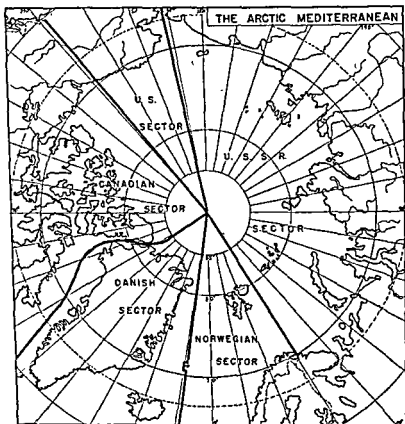 THE ARCTIC MEDITERRANEAN
U.S.
SECTOR
U.S.S.R.
SECTOR
CANADIAN
SECTOR
DANISH
SECTOR
NORWEGIAN
SECTOR